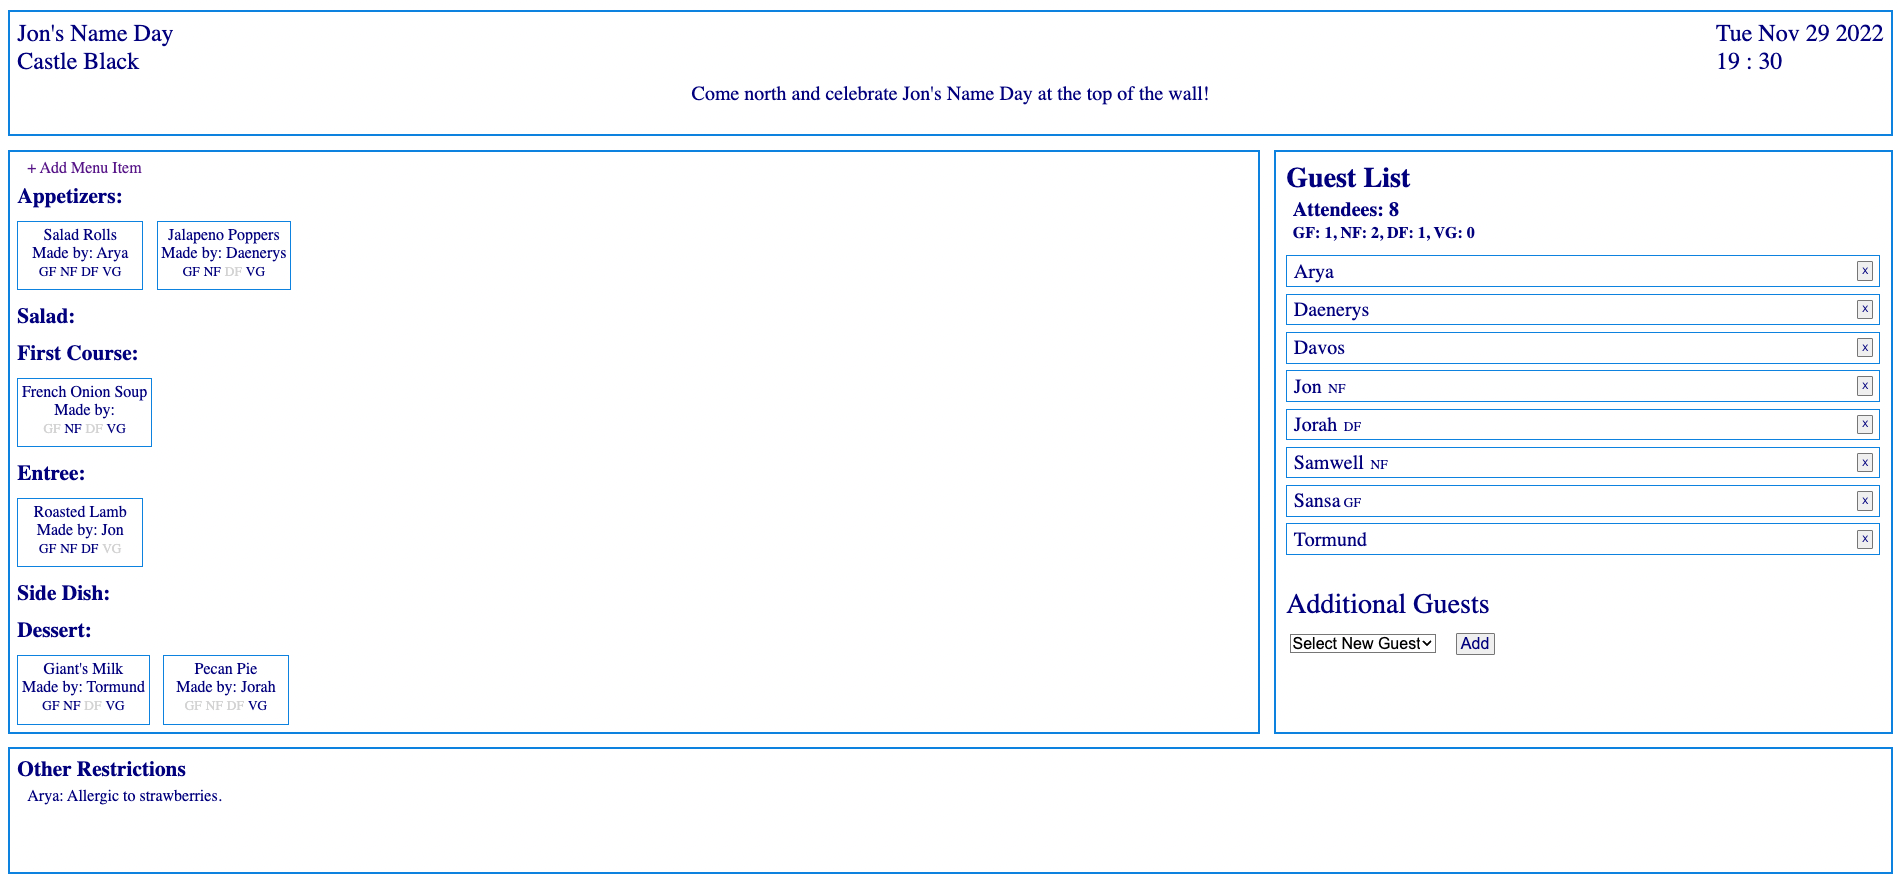 Jon's Name Day
Castle Black
Tue Nov 29 2022
19 : 30
Come north and celebrate Jon's Name Day at the top of the wall!
+ Add Menu Item
Appetizers:
Salad Rolls
Made by: Arya
GF NF DF VG
Jalapeno Poppers
Made by: Daenerys
GF NF DF VG
Salad:
First Course:
French Onion Soup
Made by:
GF NF DF VG
Entree:
Roasted Lamb
Made by: Jon
GF NF DF VG
Side Dish:
Dessert:
Giant's Milk
Made by: Tormund
GF NF DF VG
Pecan Pie
Made by: Jorah
GF NF DF VG
Guest List
Attendees: 8
GF: 1, NF: 2, DF: 1, VG: 0
Arya x
Daenerys x
Davos x
Jon NF x
Jorah DF x
Samwell NF x
Sansa GF x
Tormund x
Additional Guests
Select New Guest Add
Other Restrictions
Arya: Allergic to strawberries.